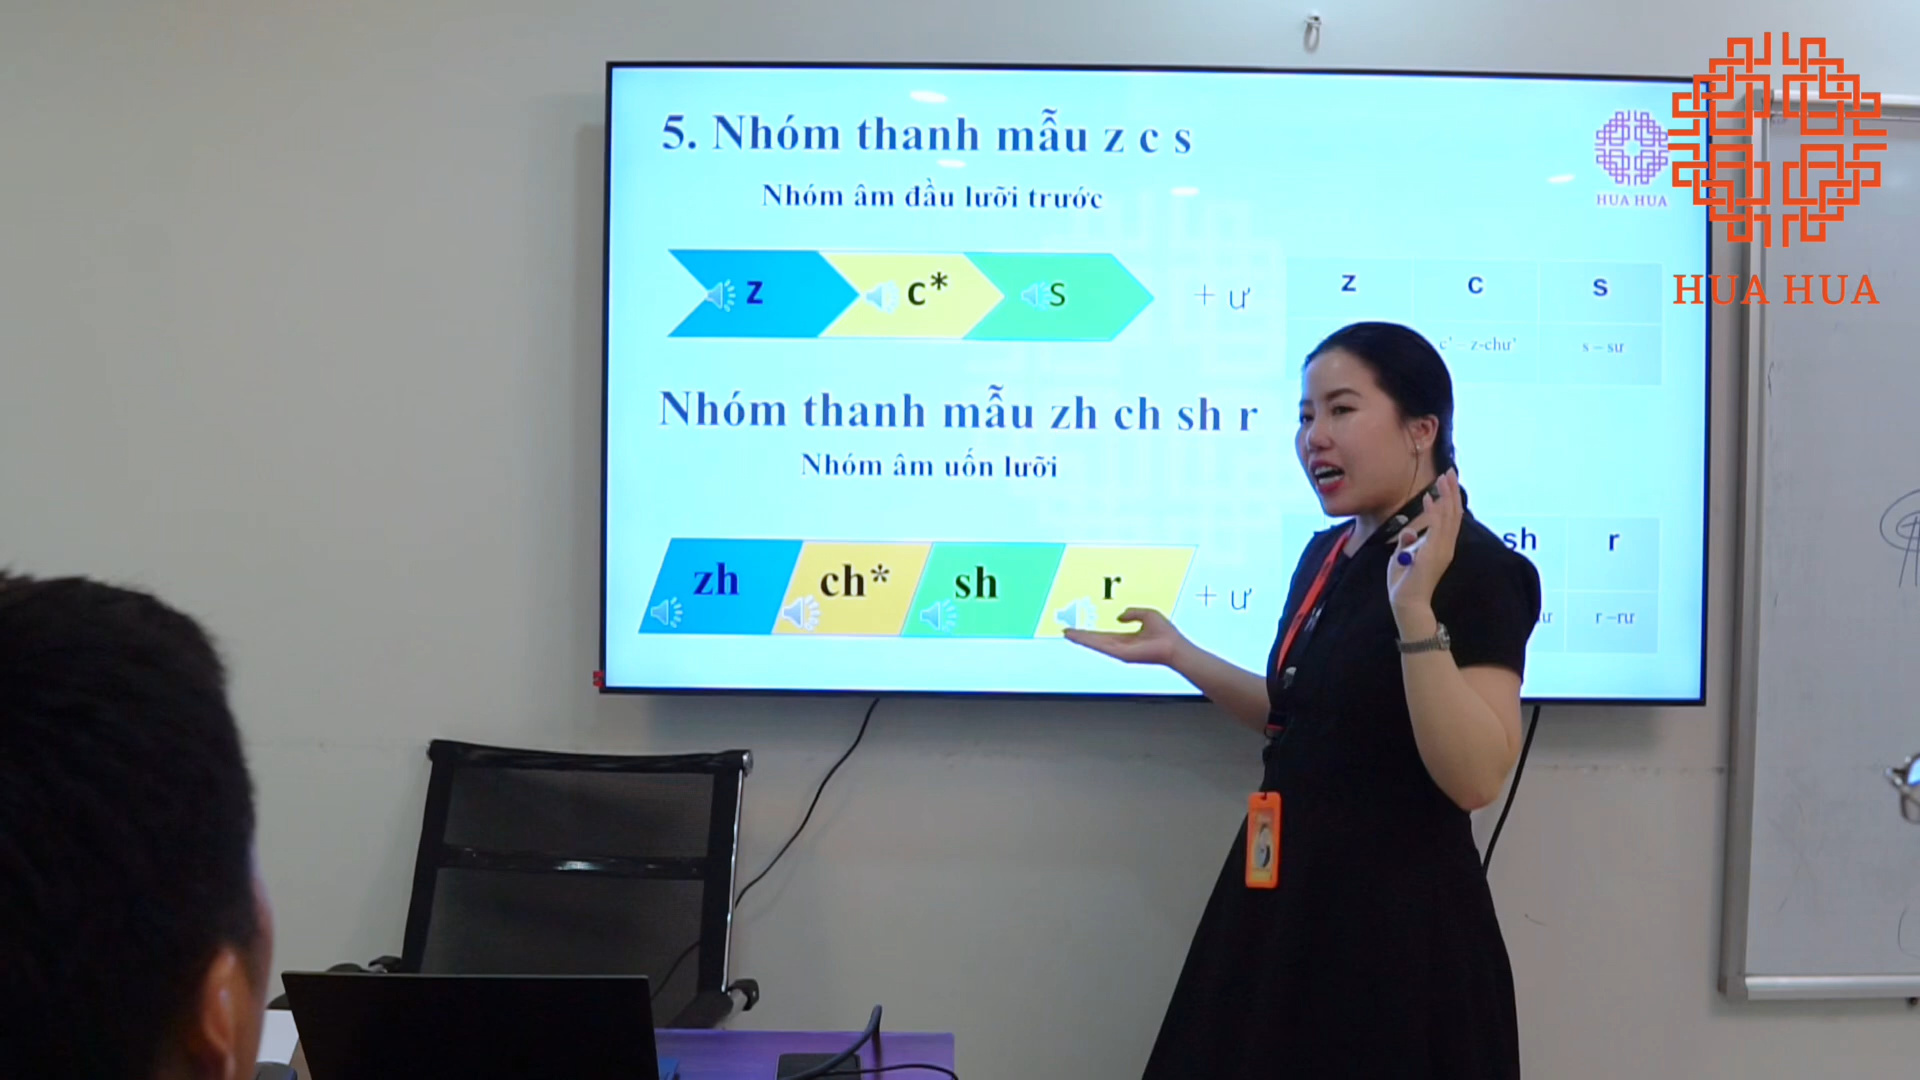 5. Nhóm thanh mẫu z c s
Nhóm âm đầu lưỡi trước
z c* s + ư
z c s
c' – z-chư' s – sư
HUA HUA
HUA HUA
Nhóm thanh mẫu zh ch sh r
Nhóm âm uốn lưỡi
zh ch* sh r + ư
sh r
r –rư